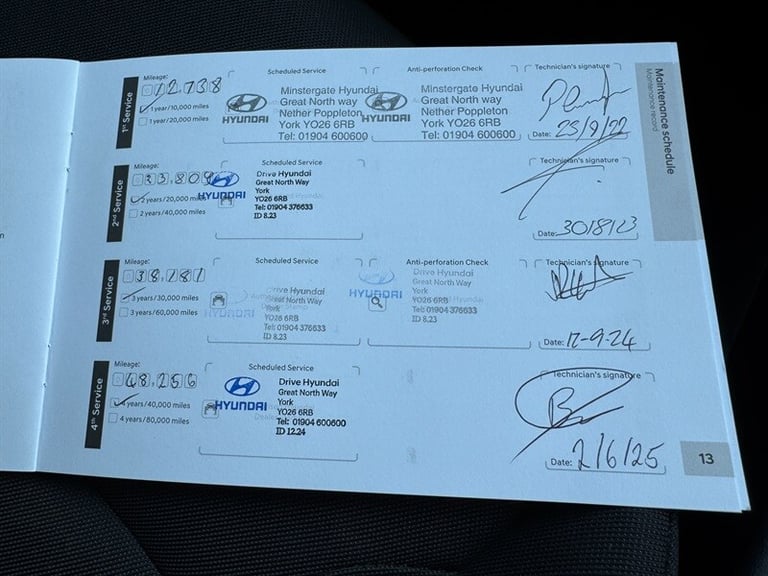 Maintenance schedule
Maintenance record
1st Service
Mileage:
12,738
1 year/10,000 miles
1 year/20,000 miles
Scheduled Service
HYUNDAI
Minstergate Hyundai
Great North way
Nether Poppleton
York YO26 6RB
Tel: 01904 600600
Anti-perforation Check
HYUNDAI
Minstergate Hyundai
Great North way
Nether Poppleton
York YO26 6RB
Tel: 01904 600600
Technician's signature
Date: 25/9/22
2nd Service
Mileage:
23,80
2 years/20,000 miles
2 years/40,000 miles
Scheduled Service
HYUNDAI
Drive Hyundai
Great North Way
York
YO26 6RB
Tel: 01904 376633
ID 8.23
Technician's signature
Date: 30/8/23
3rd Service
Mileage:
38,181
3 years/30,000 miles
3 years/60,000 miles
Scheduled Service
HYUNDAI
Drive Hyundai
Great North Way
York
YO26 6RB
Tel: 01904 376633
ID 8.23
Anti-perforation Check
HYUNDAI
Drive Hyundai
Great North Way
York
YO26 6RB
Tel: 01904 376633
ID 8.23
Technician's signature
Date: 12-9-24
4th Service
Mileage:
48,256
4 years/40,000 miles
4 years/80,000 miles
Scheduled Service
HYUNDAI
Drive Hyundai
Great North Way
York
YO26 6RB
Tel: 01904 600600
ID 12.24
Technician's signature
Date: 2/6/25
13